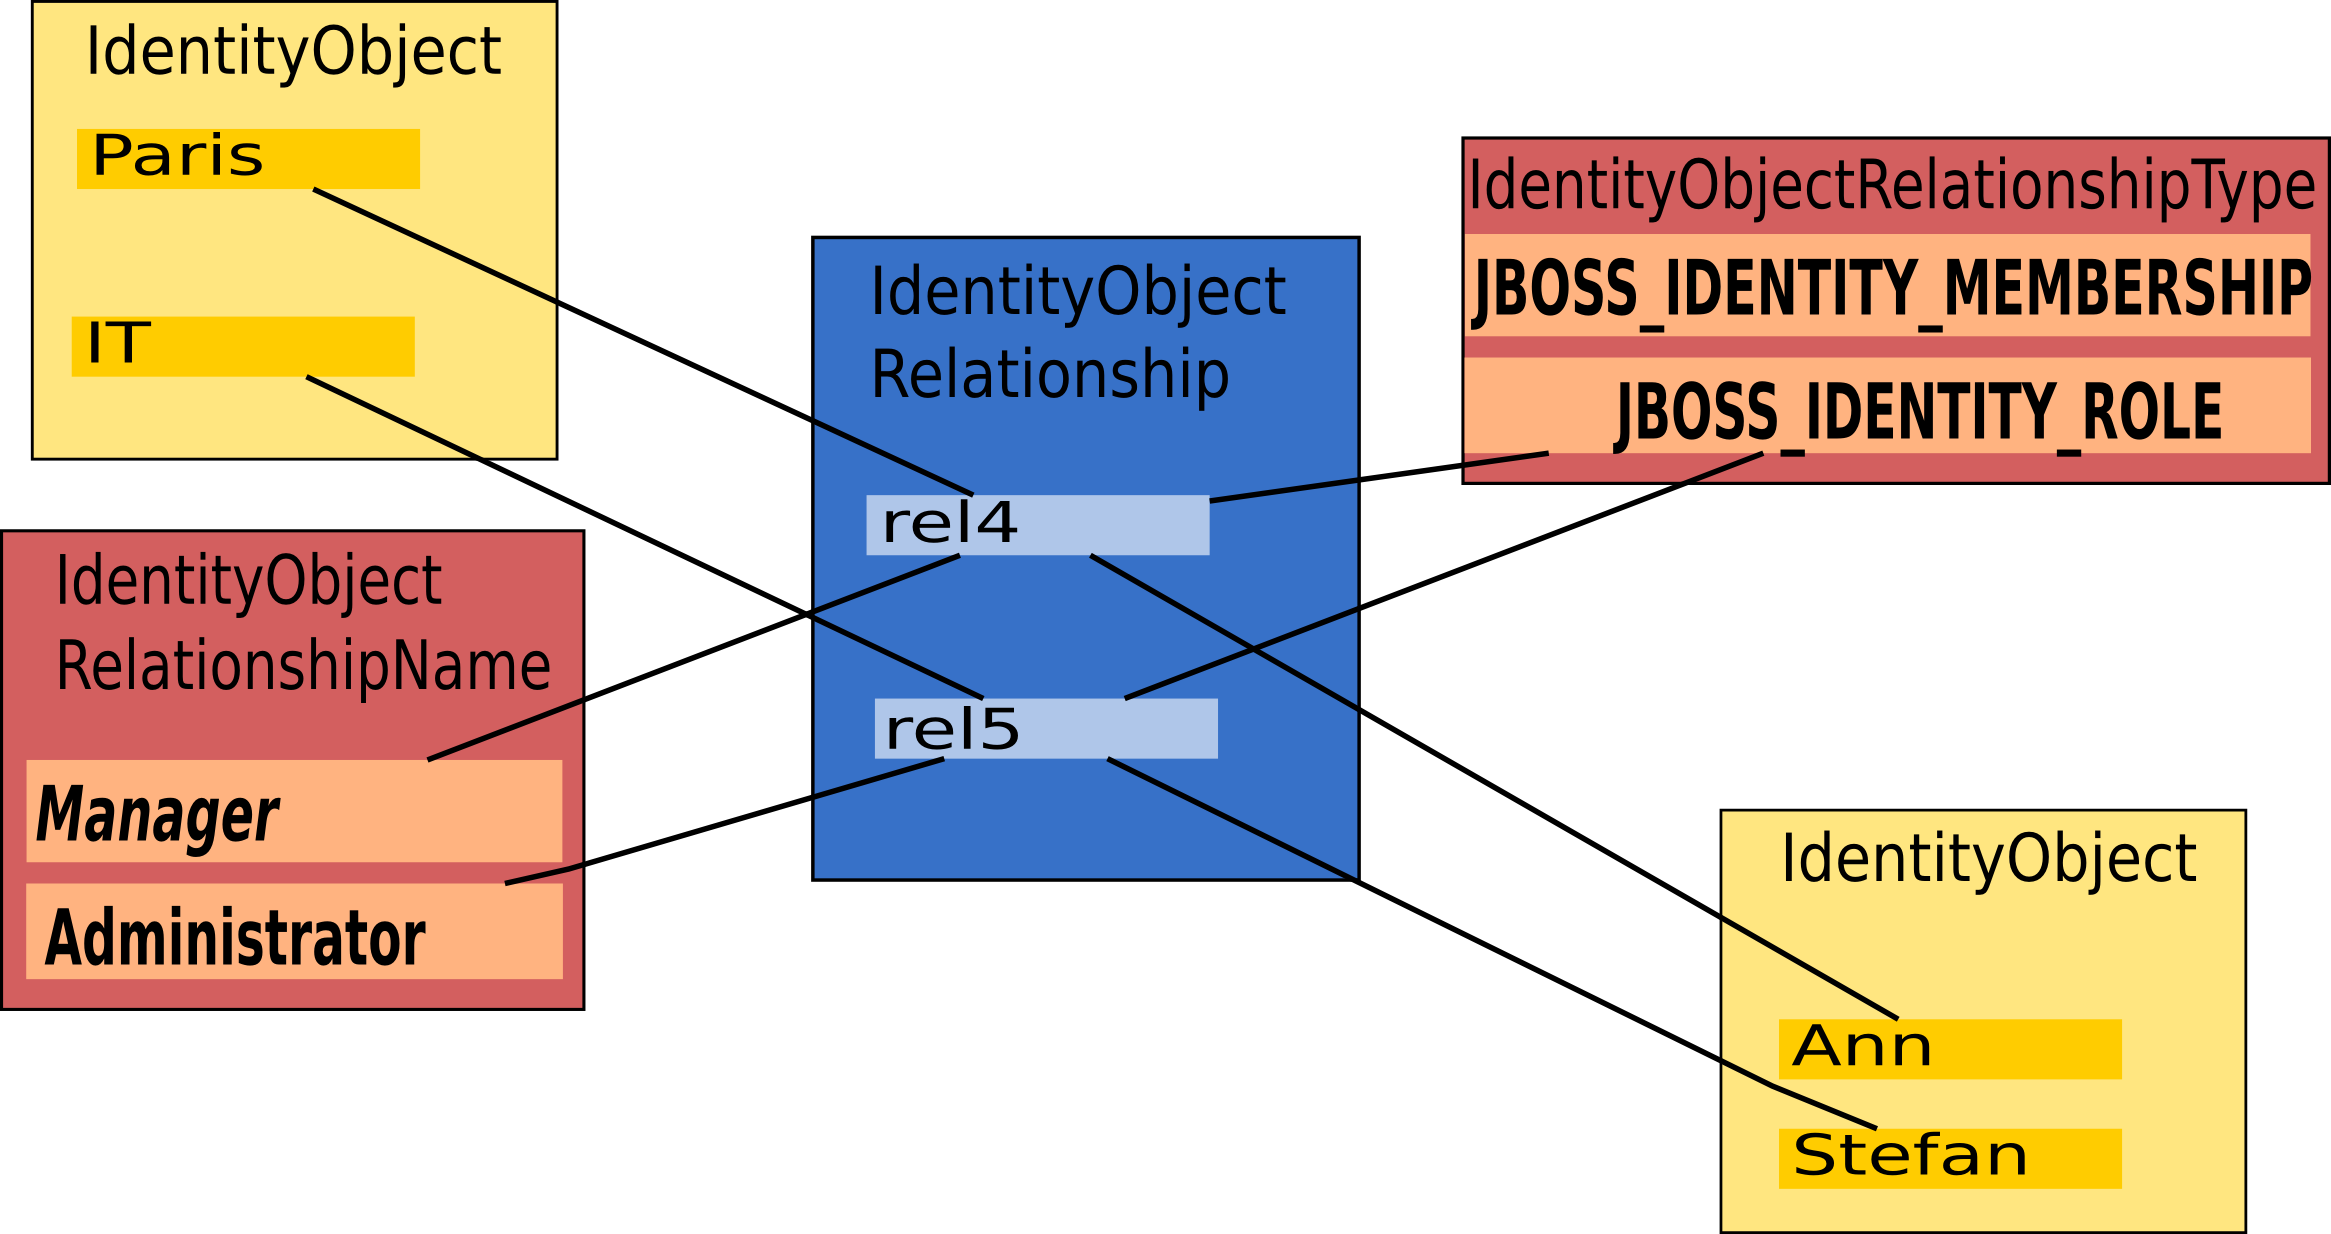 IdentityObject
Paris
IT
IdentityObject
RelationshipName
Manager
Administrator
IdentityObject
Relationship
rel4
rel5
IdentityObjectRelationshipType
JBOSS_IDENTITY_MEMBERSHIP
JBOSS_IDENTITY_ROLE
IdentityObject
Ann
Stefan